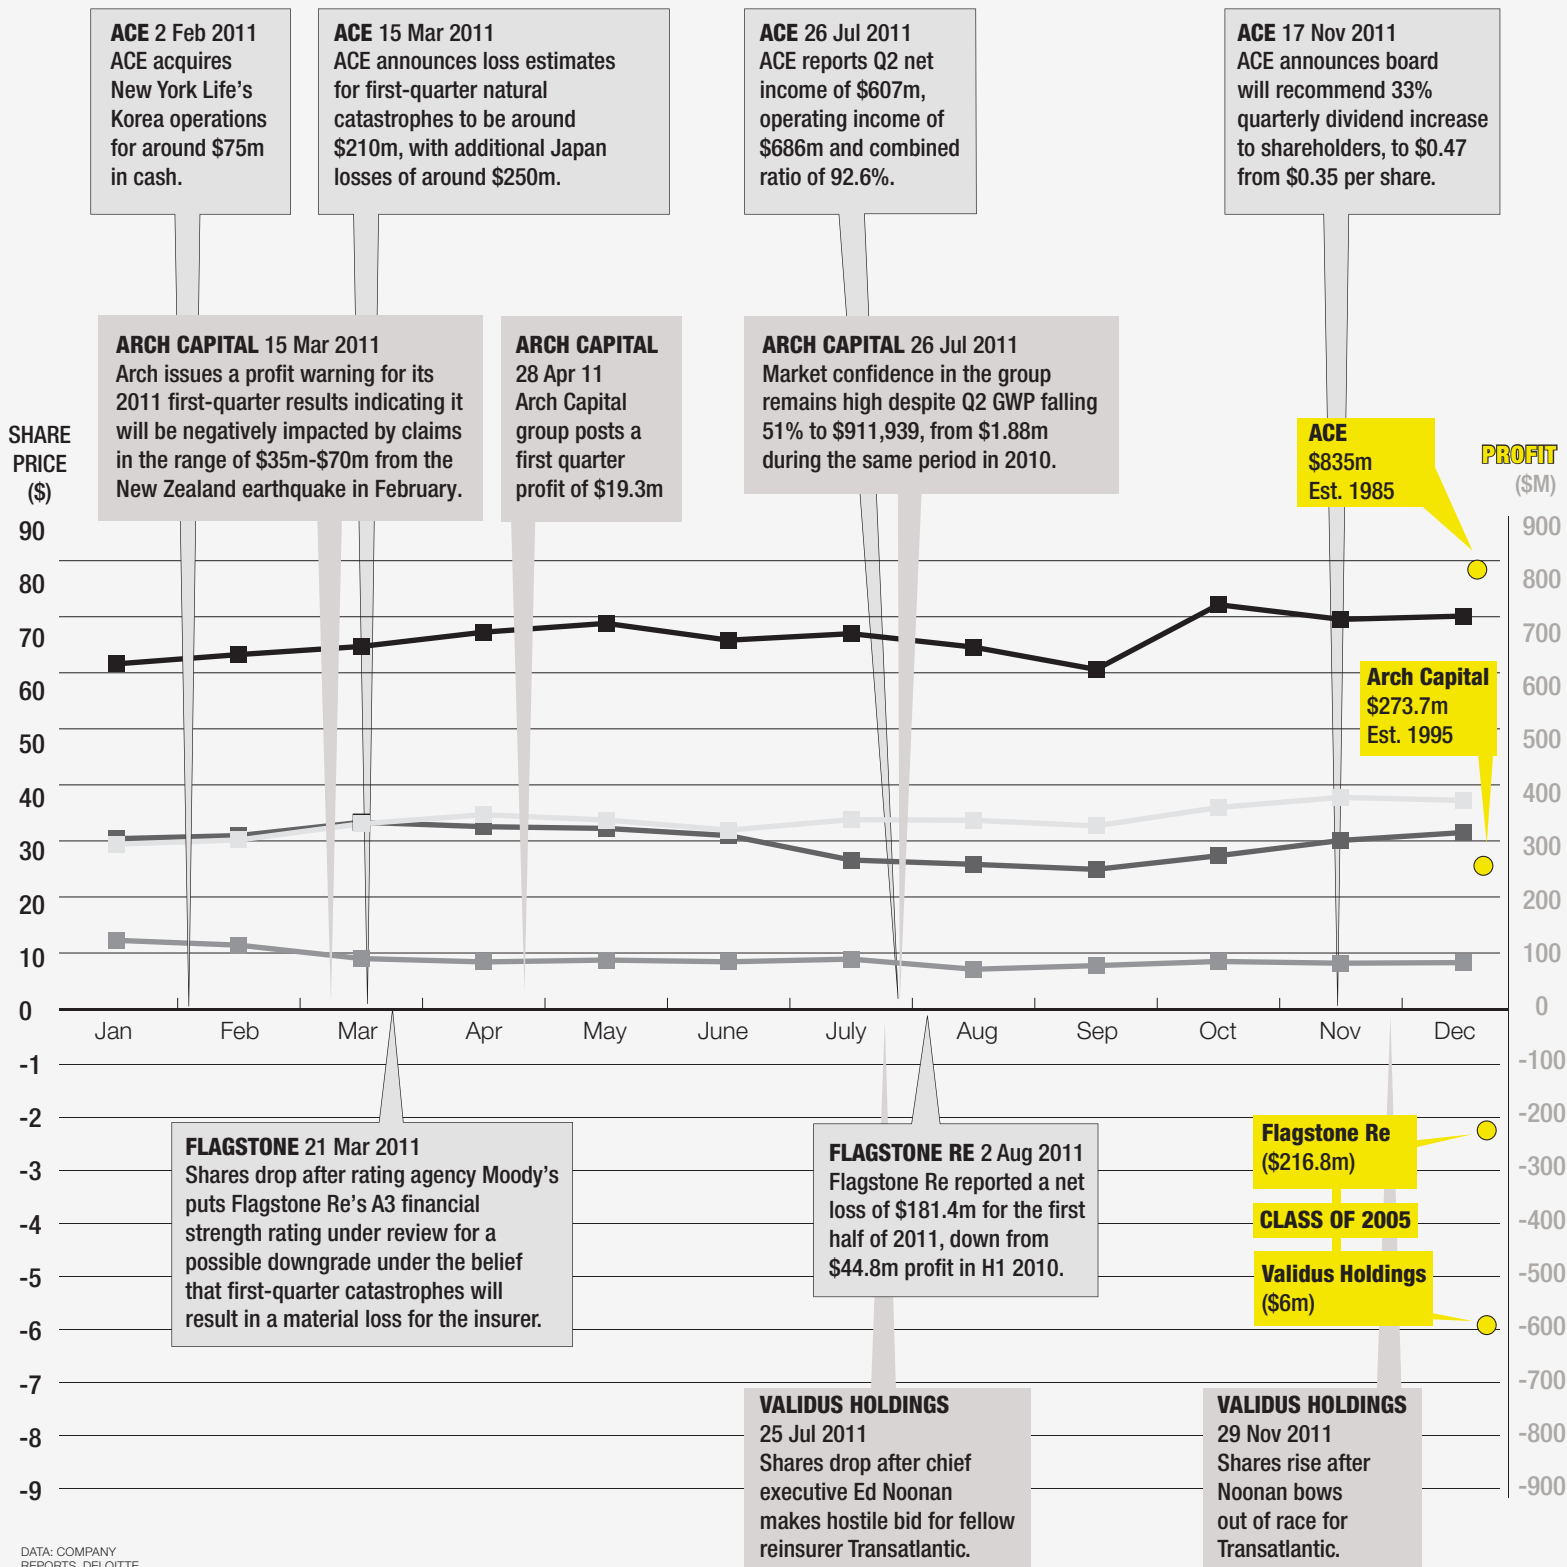 ACE 2 Feb 2011
ACE acquires
New York Life's
Korea operations
for around $75m
in cash.
ACE 15 Mar 2011
ACE announces loss estimates
for first-quarter natural
catastrophes to be around
$210m, with additional Japan
losses of around $250m.
ACE 26 Jul 2011
ACE reports Q2 net
income of $607m,
operating income of
$686m and combined
ratio of 92.6%.
ACE 17 Nov 2011
ACE announces board
will recommend 33%
quarterly dividend increase
to shareholders, to $0.47
from $0.35 per share.
ARCH CAPITAL 15 Mar 2011
Arch issues a profit warning for its
2011 first-quarter results indicating it
will be negatively impacted by claims
in the range of $35m-$70m from the
New Zealand earthquake in February.
ARCH CAPITAL
28 Apr 11
Arch Capital
group posts a
first quarter
profit of $19.3m
ARCH CAPITAL 26 Jul 2011
Market confidence in the group
remains high despite Q2 GWP falling
51% to $911,939, from $1.88m
during the same period in 2010.
SHARE
PRICE
($)
90
80
70
60
50
40
30
20
10
0
-1
-2
-3
-4
-5
-6
-7
-8
-9
ACE
$835m
Est. 1985
PROFIT
($M)
900
800
700
600
500
400
300
200
100
0
-100
-200
-300
-400
-500
-600
-700
-800
-900
Arch Capital
$273.7m
Est. 1995
Jan
Feb
Mar
Apr
May
June
July
Aug
Sep
Oct
Nov
Dec
FLAGSTONE 21 Mar 2011
Shares drop after rating agency Moody's
puts Flagstone Re's A3 financial
strength rating under review for a
possible downgrade under the belief
that first-quarter catastrophes will
result in a material loss for the insurer.
FLAGSTONE RE 2 Aug 2011
Flagstone Re reported a net
loss of $181.4m for the first
half of 2011, down from
$44.8m profit in H1 2010.
Flagstone Re
($216.8m)
CLASS OF 2005
Validus Holdings
($6m)
VALIDUS HOLDINGS
25 Jul 2011
Shares drop after chief
executive Ed Noonan
makes hostile bid for fellow
reinsurer Transatlantic.
VALIDUS HOLDINGS
29 Nov 2011
Shares rise after
Noonan bows
out of race for
Transatlantic.
DATA: COMPANY
REPORTS, DELOITTE